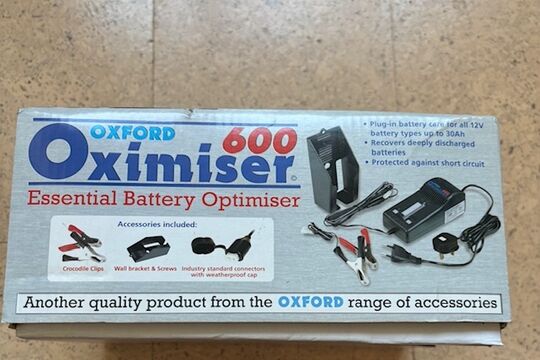 OXFORD
600
Oximiser
Essential Battery Optimiser
• Plug-in battery care for all 12V
battery types up to 30Ah
• Recovers deeply discharged
batteries
• Protected against short circuit
Accessories included:
Crocodile Clips
Wall bracket & Screws
Industry standard connectors
with weatherproof cap
Another quality product from the OXFORD range of accessories